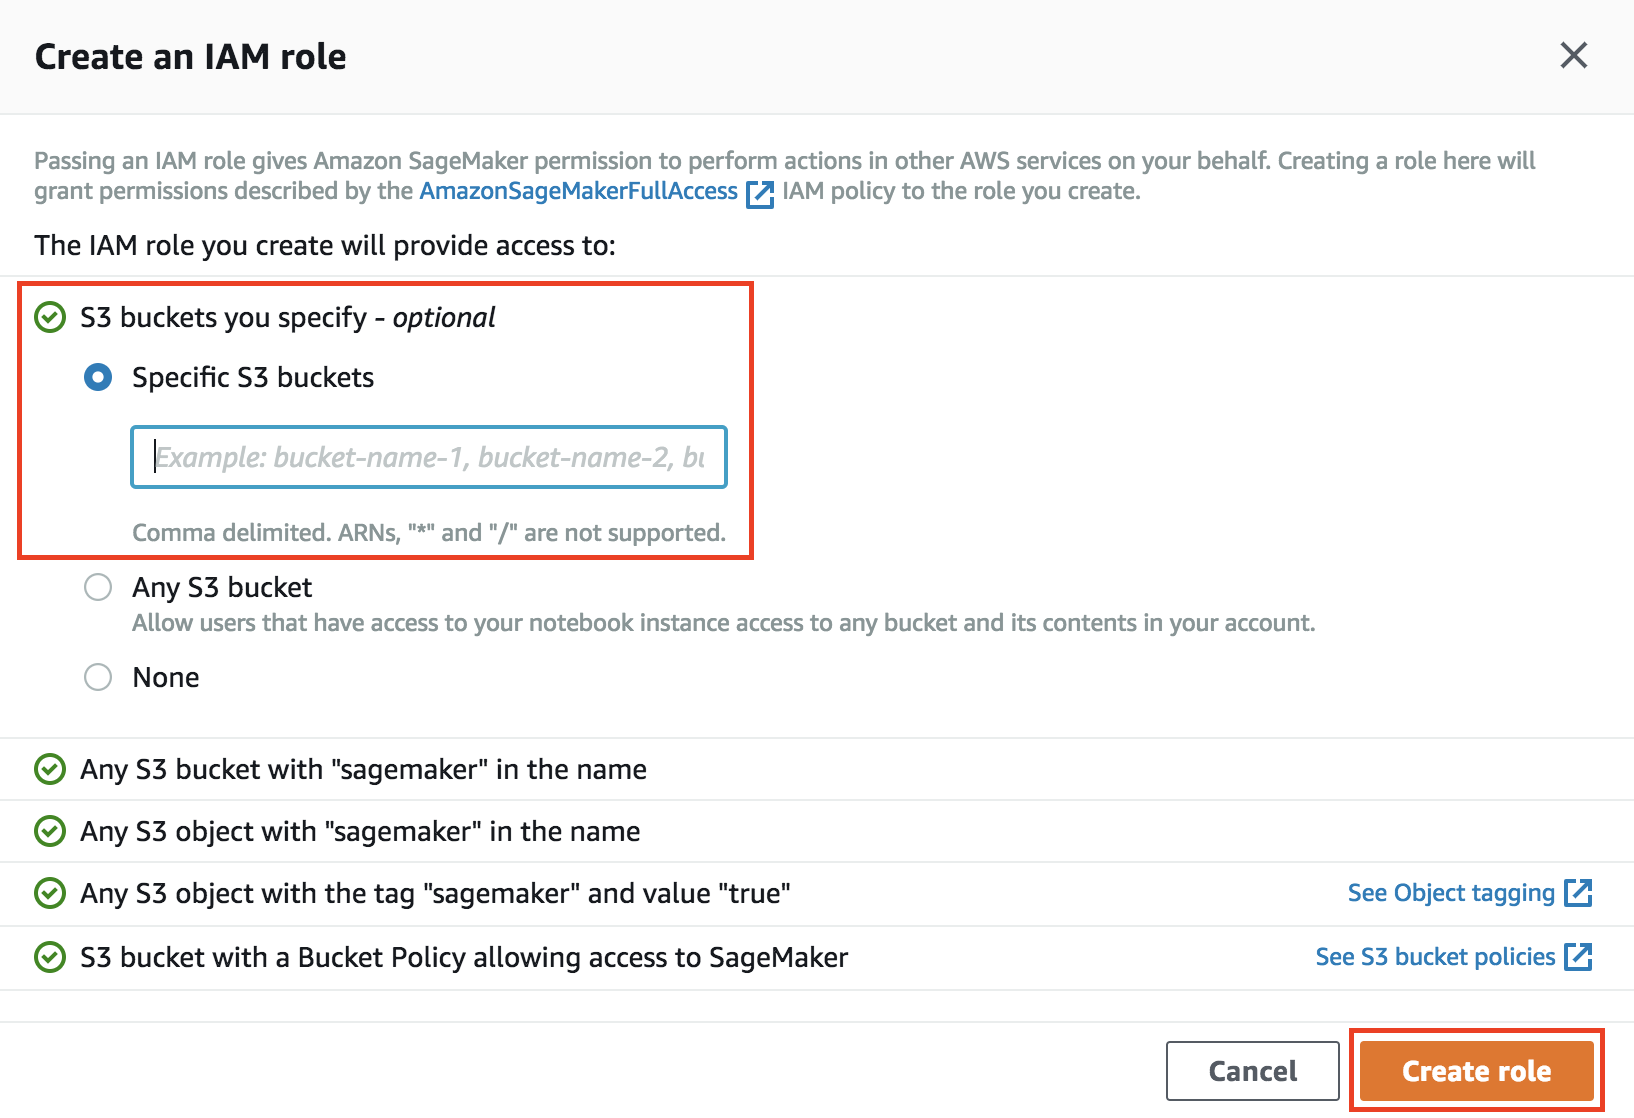 Create an IAM role
Passing an IAM role gives Amazon SageMaker permission to perform actions in other AWS services on your behalf. Creating a role here will
grant permissions described by the AmazonSageMakerFullAccess IAM policy to the role you create.
The IAM role you create will provide access to:
S3 buckets you specify - optional
Specific S3 buckets
Example: bucket-name-1, bucket-name-2, bu
Comma delimited. ARNs, "*" and "/" are not supported.
Any S3 bucket
Allow users that have access to your notebook instance access to any bucket and its contents in your account.
None
Any S3 bucket with "sagemaker" in the name
Any S3 object with "sagemaker" in the name
Any S3 object with the tag "sagemaker" and value "true" See Object tagging
S3 bucket with a Bucket Policy allowing access to SageMaker See S3 bucket policies
Cancel Create role